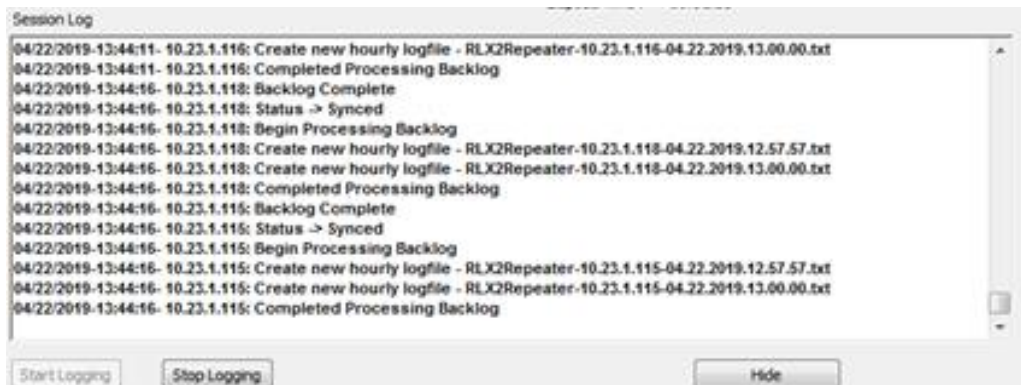 Session Log
04/22/2019-13:44:11- 10.23.1.116: Create new hourly logfile - RLX2Repeater-10.23.1.116-04.22.2019.13.00.00.txt
04/22/2019-13:44:11- 10.23.1.116: Completed Processing Backlog
04/22/2019-13:44:16- 10.23.1.118: Backlog Complete
04/22/2019-13:44:16- 10.23.1.118: Status -> Synced
04/22/2019-13:44:16- 10.23.1.118: Begin Processing Backlog
04/22/2019-13:44:16- 10.23.1.118: Create new hourly logfile - RLX2Repeater-10.23.1.118-04.22.2019.12.57.57.txt
04/22/2019-13:44:16- 10.23.1.118: Create new hourly logfile - RLX2Repeater-10.23.1.118-04.22.2019.13.00.00.txt
04/22/2019-13:44:16- 10.23.1.118: Completed Processing Backlog
04/22/2019-13:44:16- 10.23.1.115: Backlog Complete
04/22/2019-13:44:16- 10.23.1.115: Status -> Synced
04/22/2019-13:44:16- 10.23.1.115: Begin Processing Backlog
04/22/2019-13:44:16- 10.23.1.115: Create new hourly logfile - RLX2Repeater-10.23.1.115-04.22.2019.12.57.57.txt
04/22/2019-13:44:16- 10.23.1.115: Create new hourly logfile - RLX2Repeater-10.23.1.115-04.22.2019.13.00.00.txt
04/22/2019-13:44:16- 10.23.1.115: Completed Processing Backlog
Start Logging Stop Logging Hide